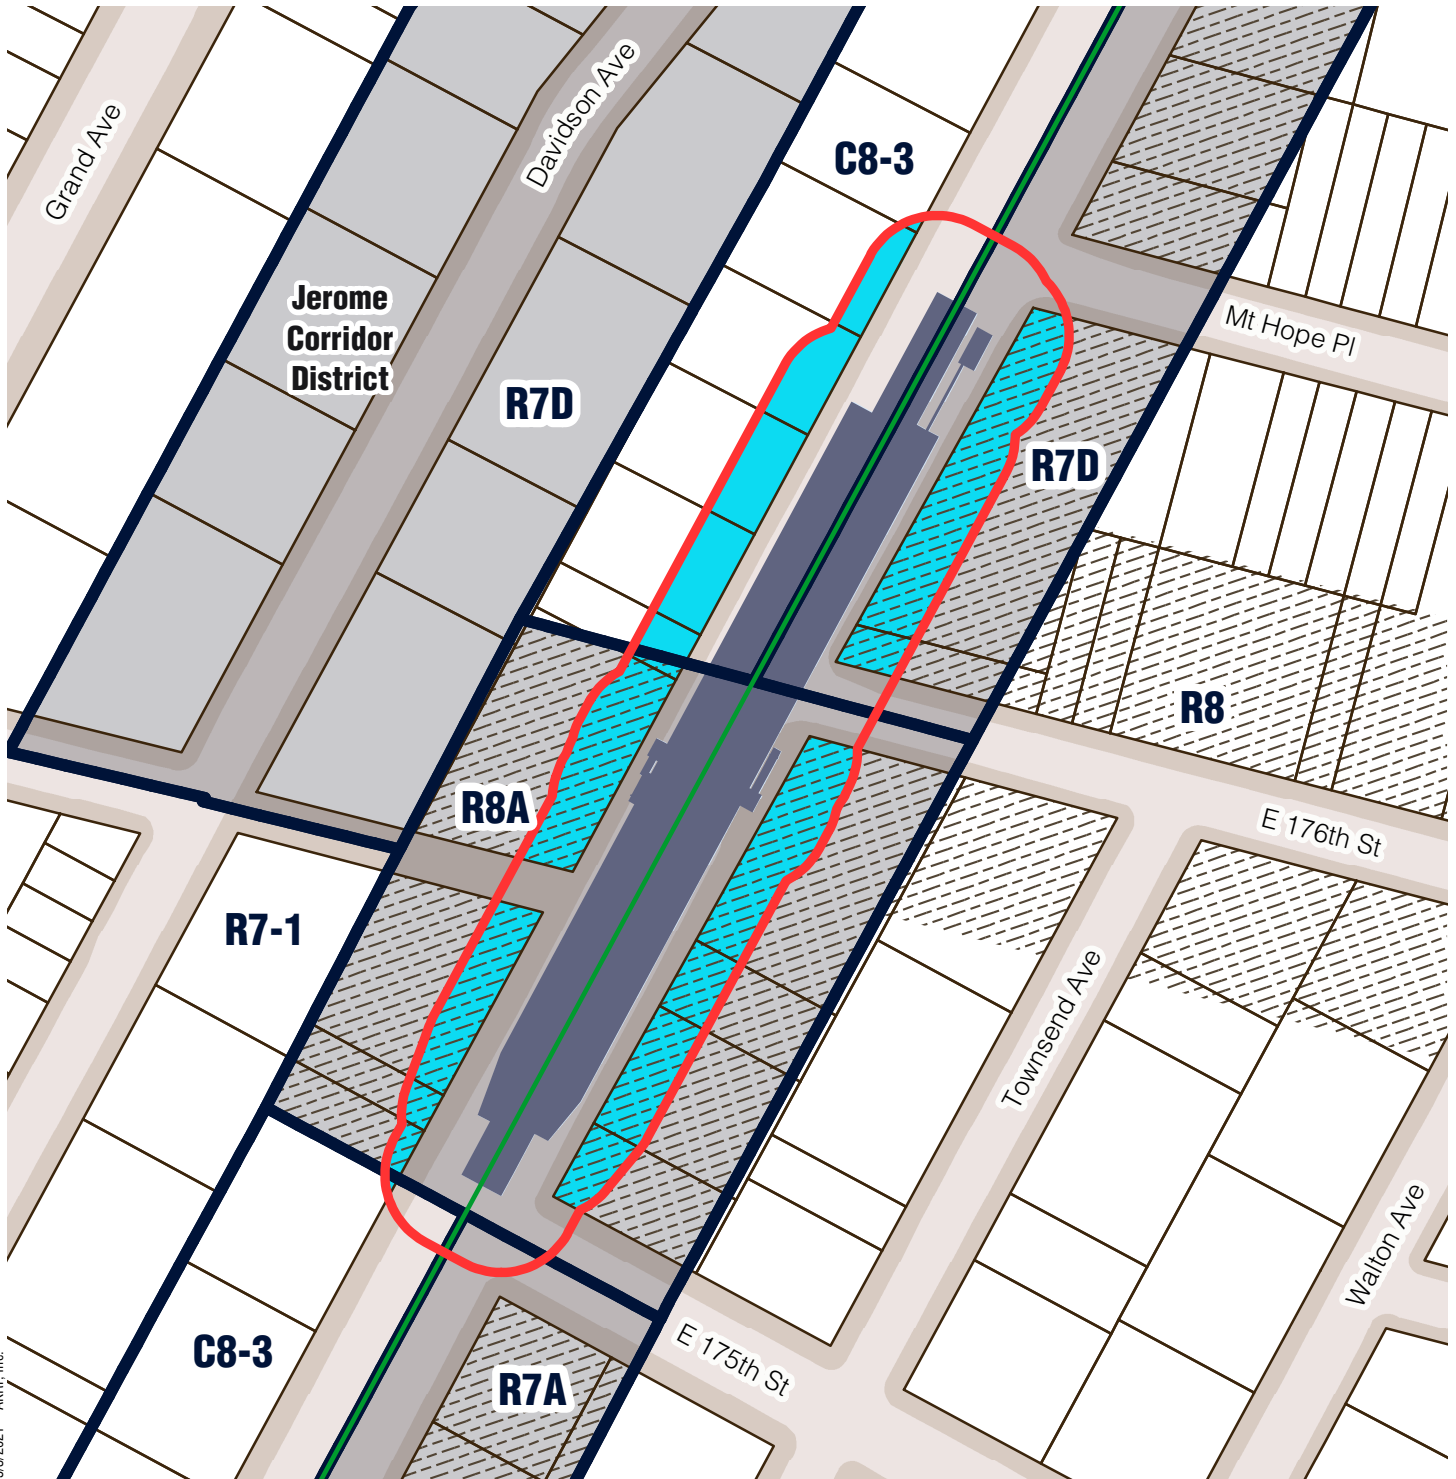 Grand Ave
Davidson Ave
C8-3
Jerome
Corridor
District
R7D
Mt Hope Pl
R7D
R8
R8A
E 176th St
R7-1
Townsend Ave
Walton Ave
C8-3
E 175th St
R7A